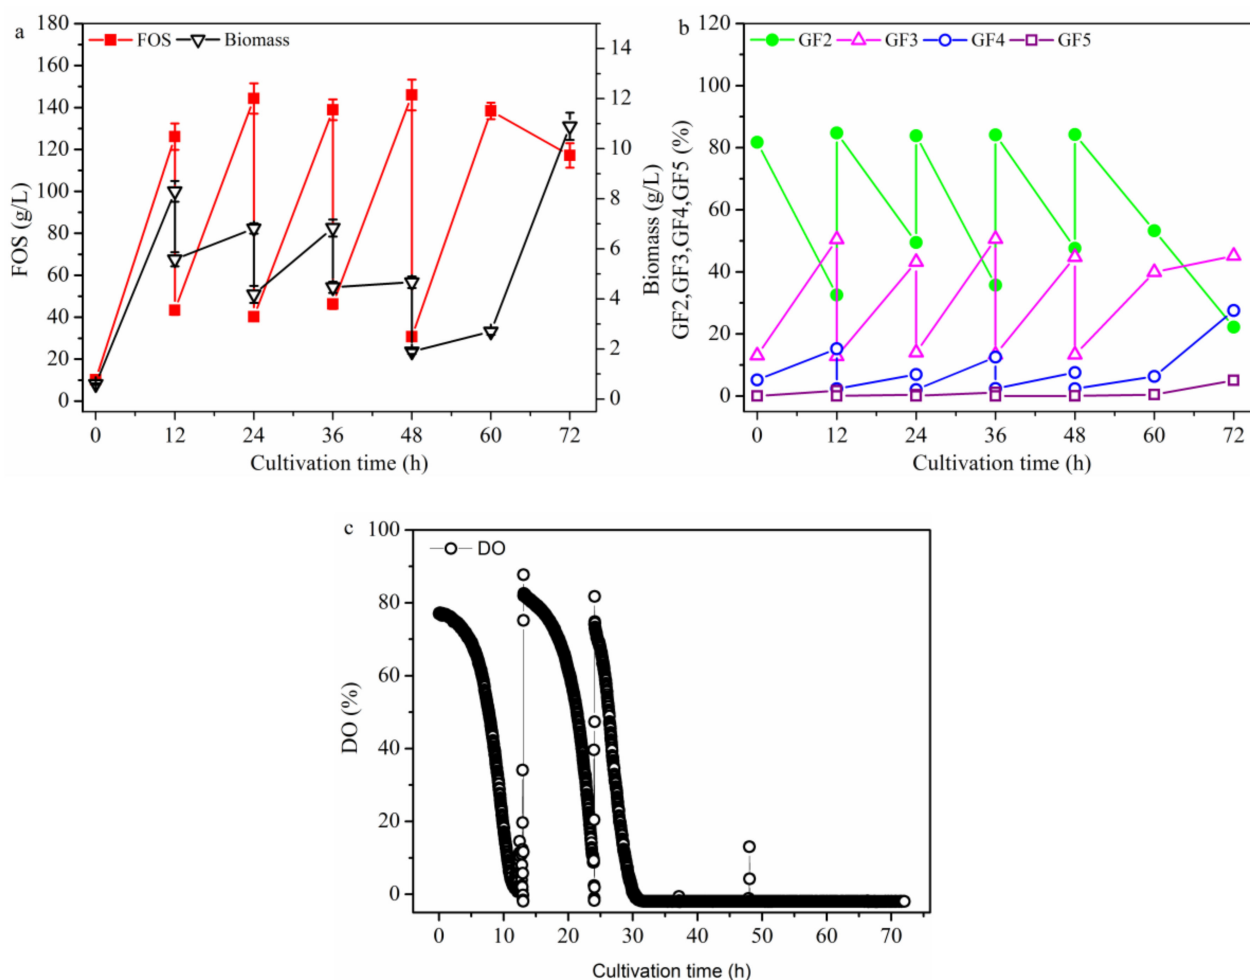 a
FOS
Biomass
180
160
140
120
100
80
60
40
20
0
FOS (g/L)
14
12
10
8
6
4
2
0
Biomass (g/L)
0 12 24 36 48 60 72
Cultivation time (h)
b
GF2
GF3
GF4
GF5
120
100
80
60
40
20
0
GF2,GF3,GF4,GF5 (%)
0 12 24 36 48 60 72
Cultivation time (h)
c
DO
100
80
60
40
20
0
DO (%)
0 10 20 30 40 50 60 70
Cultivation time (h)